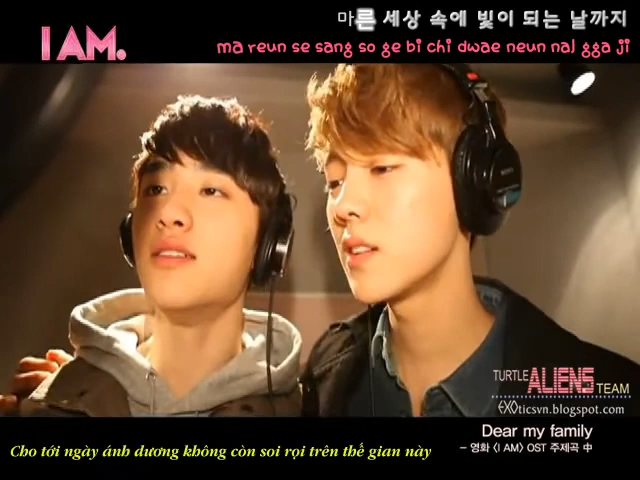 마른 세상 속에 빛이 되는 날까지
I AM.
ma reun se sang so ge bi chi dwae neun nal gga ji
TURTLE ALIENS TEAM
EXOticsvn.blogspot.com
Dear my family
- 영화 <I AM> OST 주제곡 中
Cho tới ngày ánh dương không còn soi rọi trên thế gian này